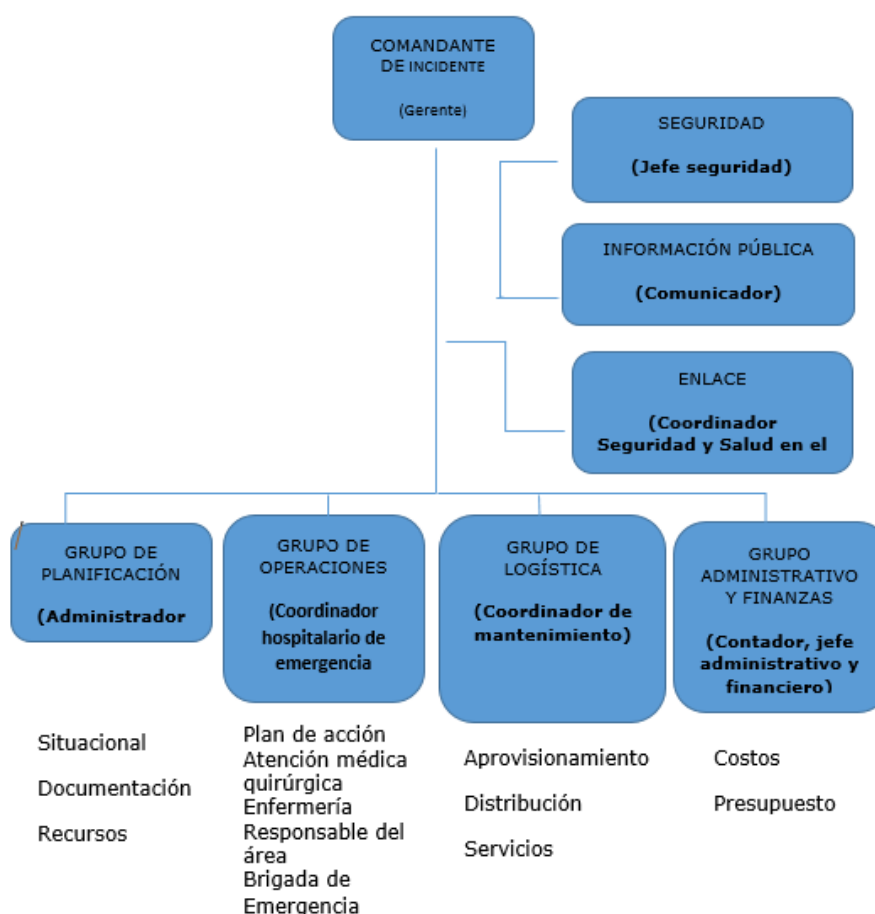 COMANDANTE
DE INCIDENTE
(Gerente)
SEGURIDAD
(Jefe seguridad)
INFORMACIÓN PÚBLICA
(Comunicador)
ENLACE
(Coordinador
Seguridad y Salud en el
GRUPO DE
PLANIFICACIÓN
(Administrador
GRUPO DE
OPERACIONES
(Coordinador
hospitalario de
emergencia
GRUPO DE
LOGÍSTICA
(Coordinador de
mantenimiento)
GRUPO
ADMINISTRATIVO
Y FINANZAS
(Contador, jefe
administrativo y
financiero)
Situacional
Documentación
Recursos
Plan de acción
Atención médica
quirúrgica
Enfermería
Responsable del
área
Brigada de
Emergencia
Aprovisionamiento
Distribución
Servicios
Costos
Presupuesto